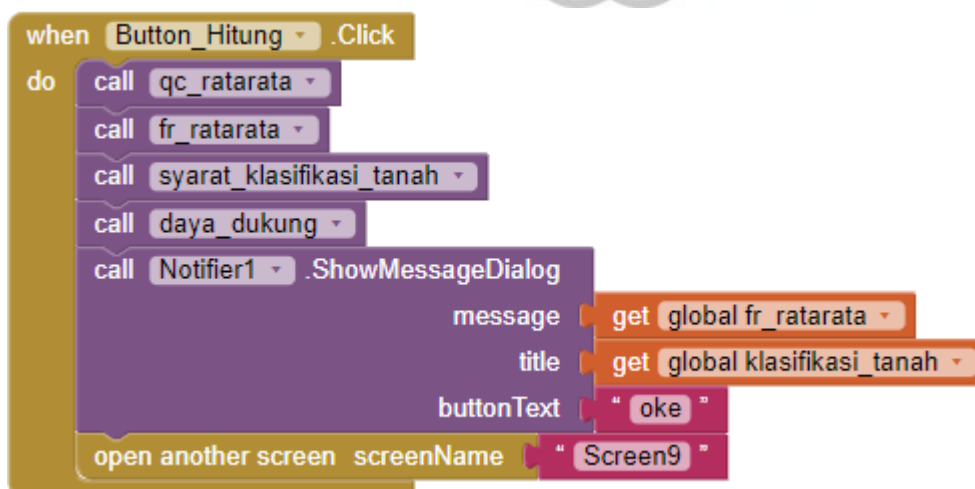 when Button_Hitung .Click
do call qc_ratarata
call fr_ratarata
call syarat_klasifikasi_tanah
call daya_dukung
call Notifier1 .ShowMessageDialog
message get global fr_ratarata
title get global klasifikasi_tanah
buttonText “ oke ”
open another screen screenName “ Screen9 ”